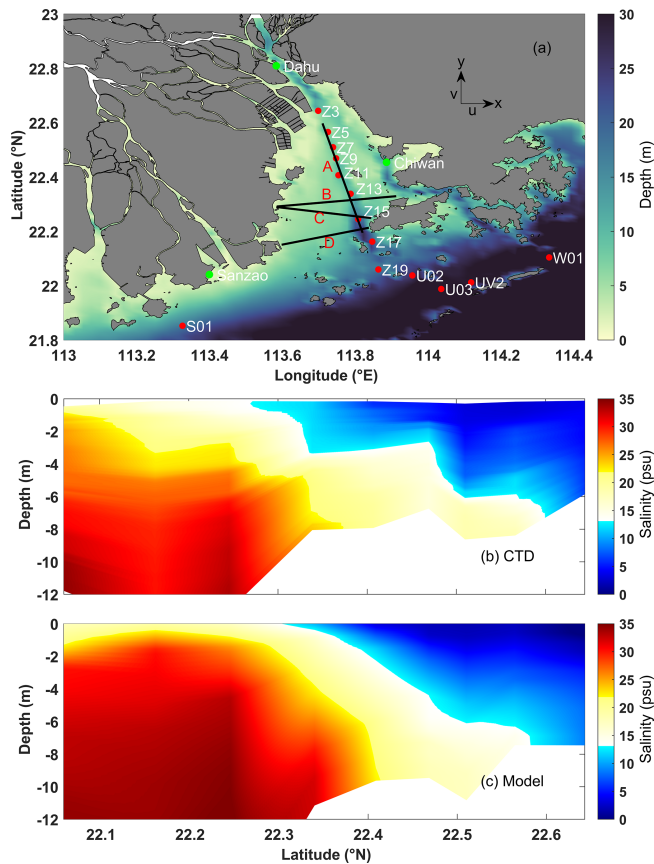 23
22.8
22.6
22.4
22.2
22
21.8
Latitude (°N)
113
113.2
113.4
113.6
113.8
114
114.2
114.4
Longitude (°E)
(a)
y
v
u
x
Dahu
Z3
Z5
Z7
Z9
A
Z11
Chiwan
Z13
B
C
Z15
D
Z17
Z19
U02
U03
UV2
W01
Sanzao
S01
30
25
20
15
10
5
0
Depth (m)
0
-2
-4
-6
-8
-10
-12
Depth (m)
(b) CTD
35
30
25
20
15
10
5
0
Salinity (psu)
0
-2
-4
-6
-8
-10
-12
Depth (m)
(c) Model
22.1
22.2
22.3
22.4
22.5
22.6
Latitude (°N)
35
30
25
20
15
10
5
0
Salinity (psu)